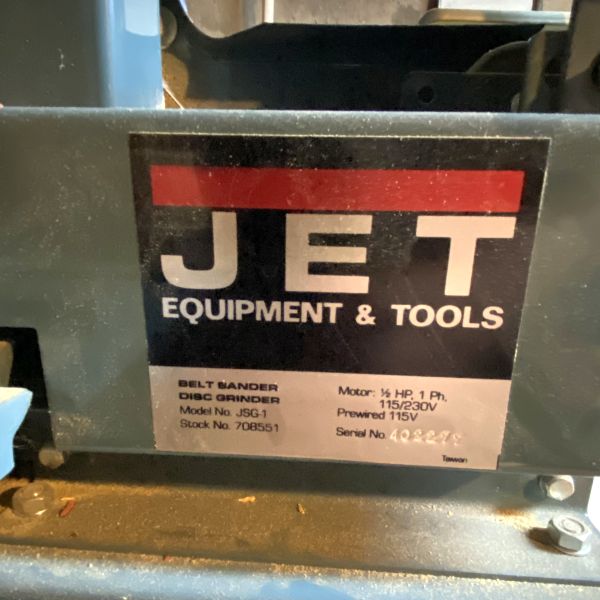 JET
EQUIPMENT & TOOLS
BELT SANDER
DISC GRINDER
Model No. JSG-1
Stock No. 708551
Motor: ½ HP, 1 Ph.
115/230V
Prewired 115V
Serial No.
Taiwan